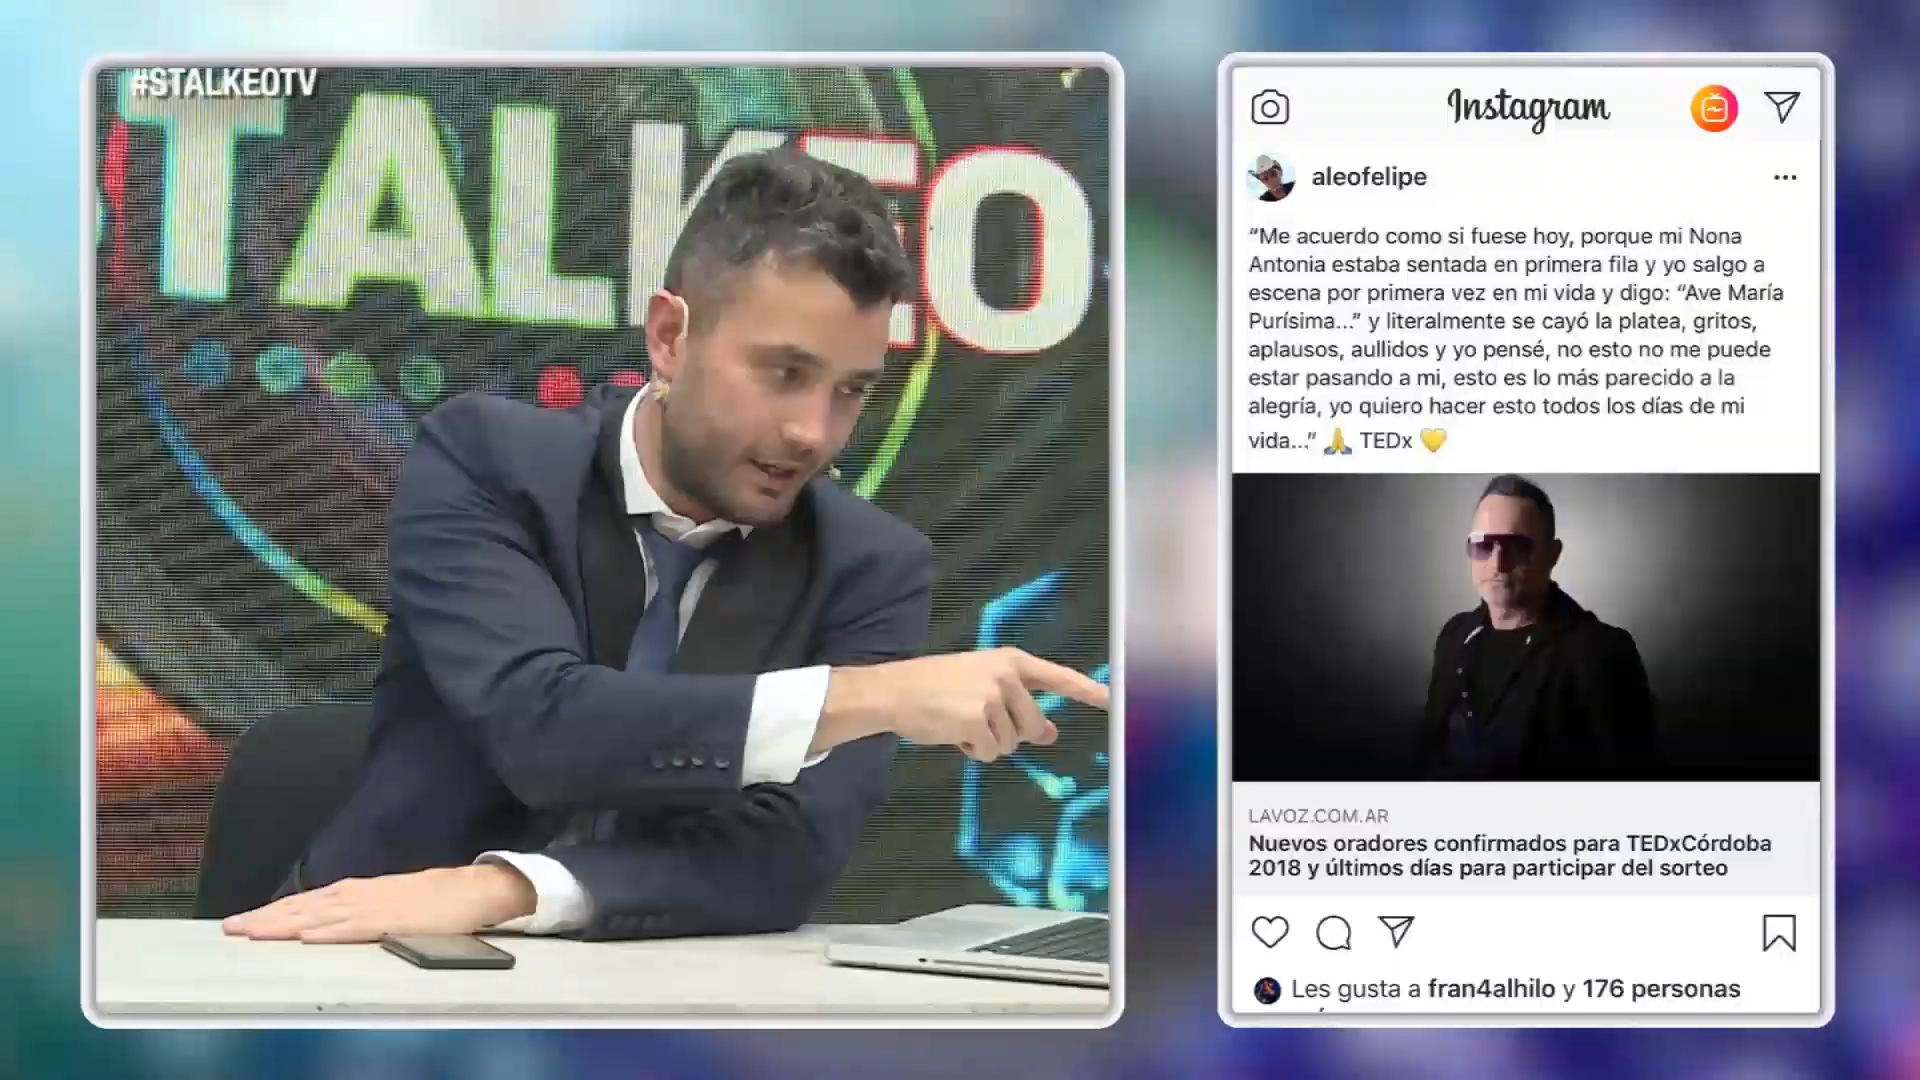 #STALKEOTV
STALKEO
Instagram
aleofelipe
“Me acuerdo como si fuese hoy, porque mi Nona
Antonia estaba sentada en primera fila y yo salgo a
escena por primera vez en mi vida y digo: “Ave María
Purísima...” y literalmente se cayó la platea, gritos,
aplausos, aullidos y yo pensé, no esto no me puede
estar pasando a mi, esto es lo más parecido a la
alegría, yo quiero hacer esto todos los días de mi
vida...” 🙏 TEDx 💛
LAVOZ.COM.AR
Nuevos oradores confirmados para TEDxCórdoba
2018 y últimos días para participar del sorteo
Les gusta a fran4alhilo y 176 personas